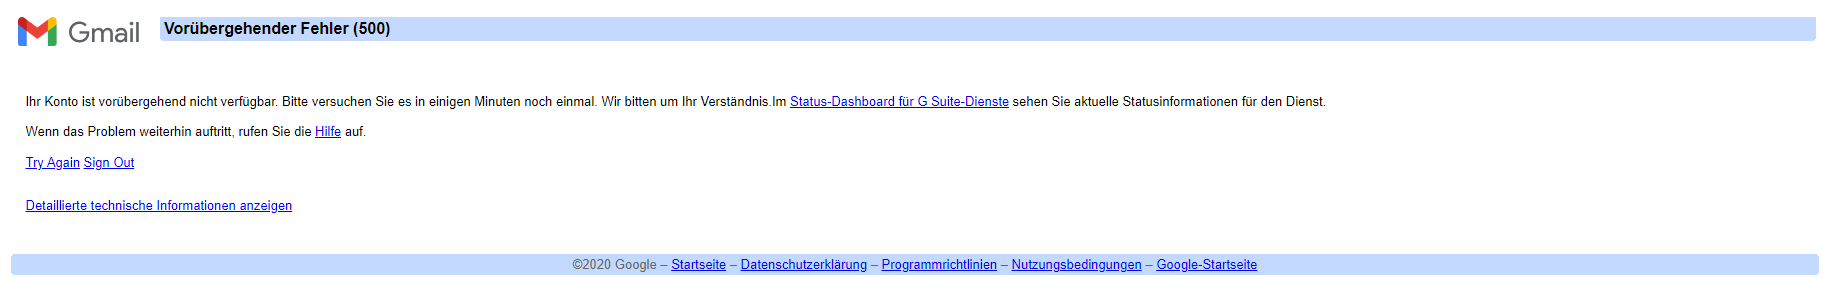 Gmail
Vorübergehender Fehler (500)
Ihr Konto ist vorübergehend nicht verfügbar. Bitte versuchen Sie es in einigen Minuten noch einmal. Wir bitten um Ihr Verständnis.Im Status-Dashboard für G Suite-Dienste sehen Sie aktuelle Statusinformationen für den Dienst.
Wenn das Problem weiterhin auftritt, rufen Sie die Hilfe auf.
Try Again Sign Out
Detaillierte technische Informationen anzeigen
©2020 Google – Startseite – Datenschutzerklärung – Programmrichtlinien – Nutzungsbedingungen – Google-Startseite